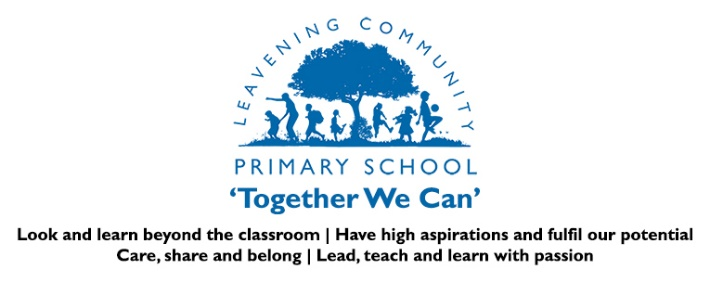 LEAVENING COMMUNITY
PRIMARY SCHOOL
‘Together We Can’
Look and learn beyond the classroom | Have high aspirations and fulfil our potential
Care, share and belong | Lead, teach and learn with passion